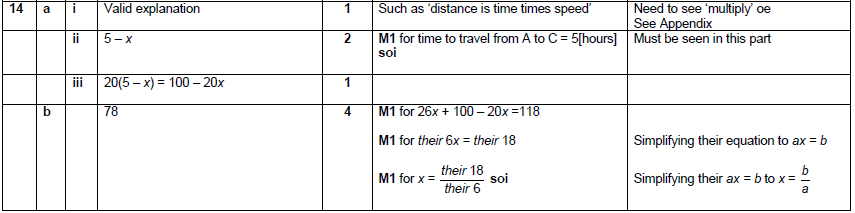 14 a i Valid explanation 1 Such as ‘distance is time times speed’ Need to see ‘multiply’ oe
See Appendix
ii 5 – x 2 M1 for time to travel from A to C = 5[hours] Must be seen in this part
soi
iii 20(5 – x) = 100 – 20x 1
b 78 4 M1 for 26x + 100 – 20x =118
M1 for their 6x = their 18 Simplifying their equation to ax = b
M1 for x = their 18 / their 6 soi Simplifying their ax = b to x = b / a